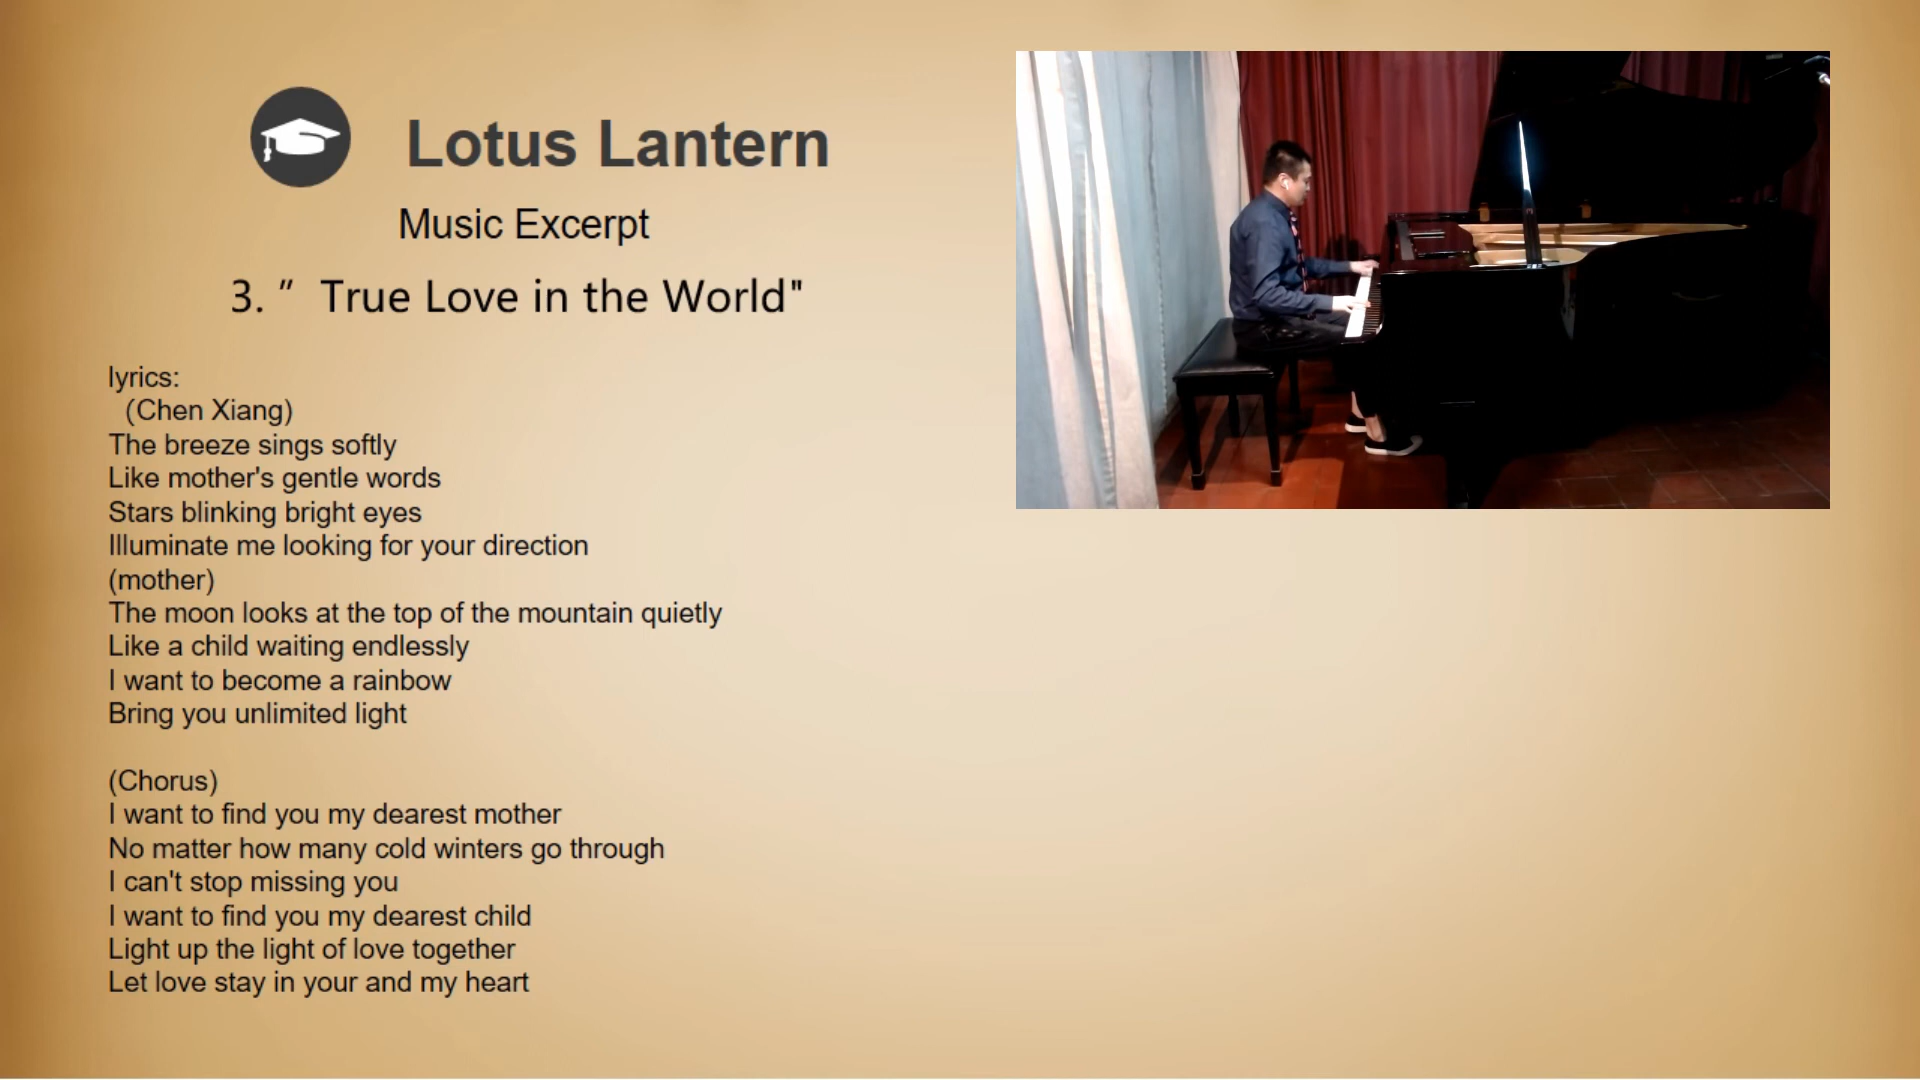 Lotus Lantern
Music Excerpt
3. ” True Love in the World"
lyrics:
(Chen Xiang)
The breeze sings softly
Like mother's gentle words
Stars blinking bright eyes
Illuminate me looking for your direction
(mother)
The moon looks at the top of the mountain quietly
Like a child waiting endlessly
I want to become a rainbow
Bring you unlimited light
(Chorus)
I want to find you my dearest mother
No matter how many cold winters go through
I can't stop missing you
I want to find you my dearest child
Light up the light of love together
Let love stay in your and my heart